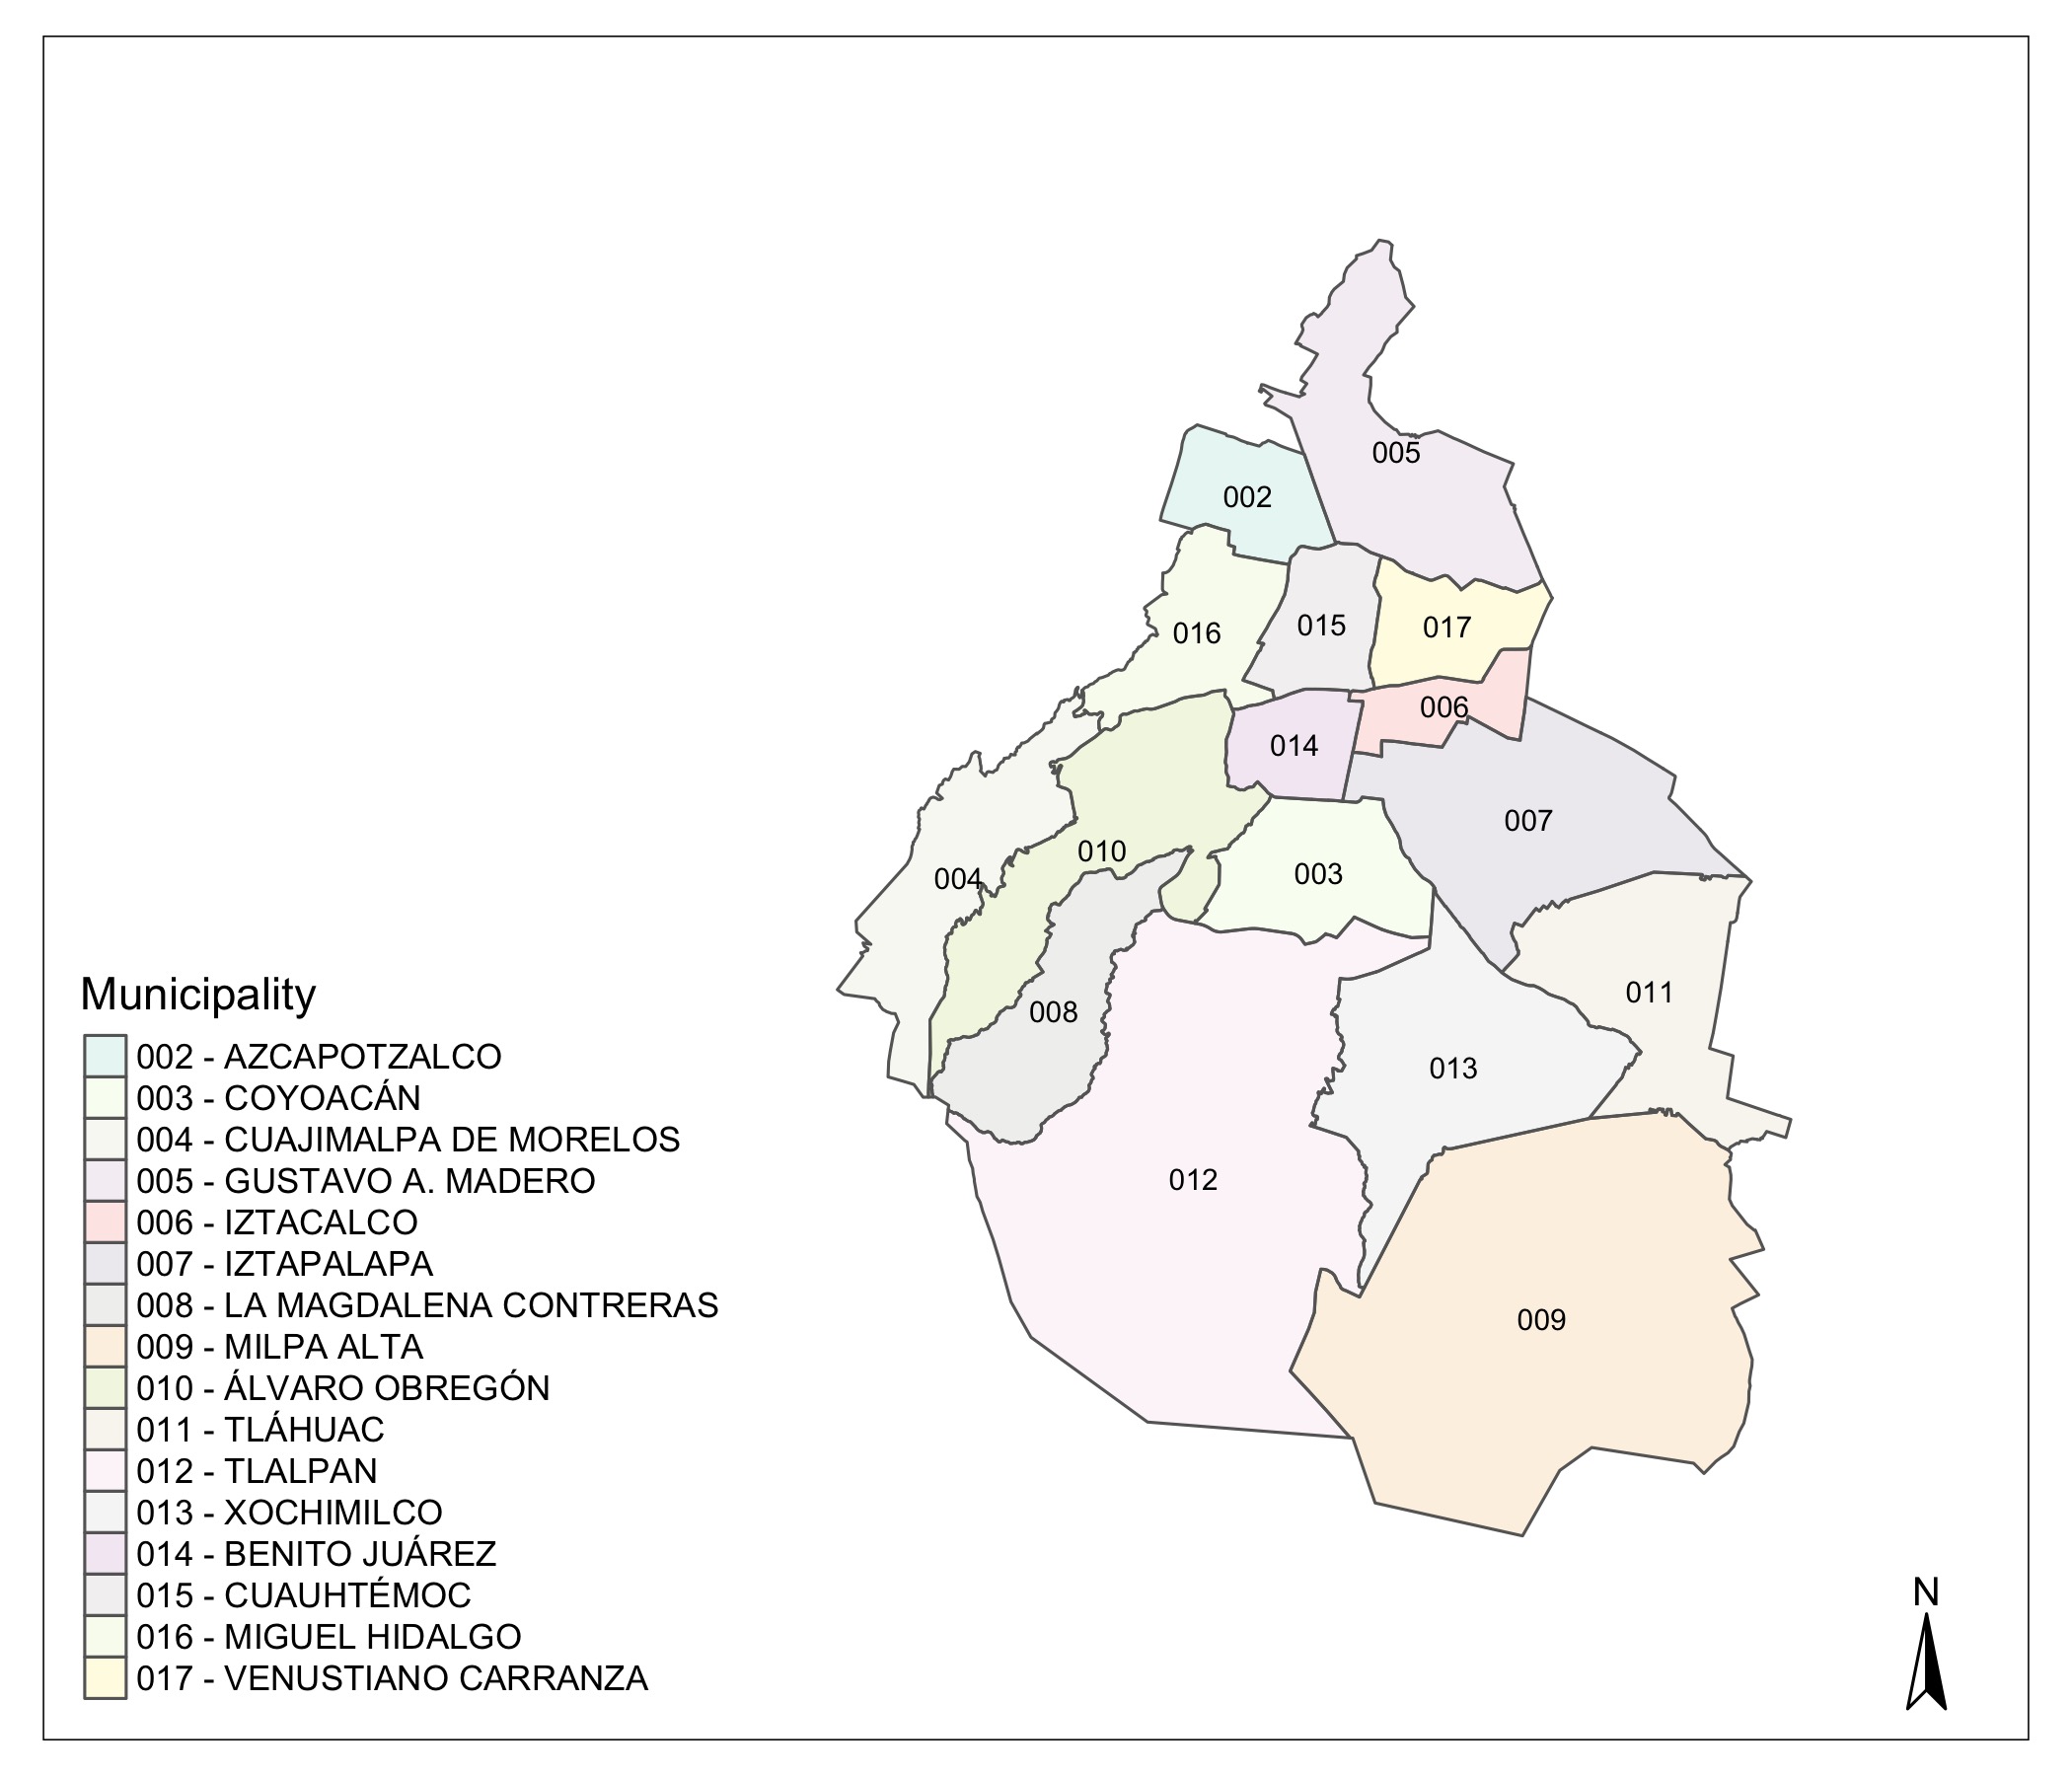 005
002
016
015
017
006
014
007
010
003
004
011
008
013
012
009
Municipality
002 - AZCAPOTZALCO
003 - COYOACÁN
004 - CUAJIMALPA DE MORELOS
005 - GUSTAVO A. MADERO
006 - IZTACALCO
007 - IZTAPALAPA
008 - LA MAGDALENA CONTRERAS
009 - MILPA ALTA
010 - ÁLVARO OBREGÓN
011 - TLÁHUAC
012 - TLALPAN
013 - XOCHIMILCO
014 - BENITO JUÁREZ
015 - CUAUHTÉMOC
016 - MIGUEL HIDALGO
017 - VENUSTIANO CARRANZA
N